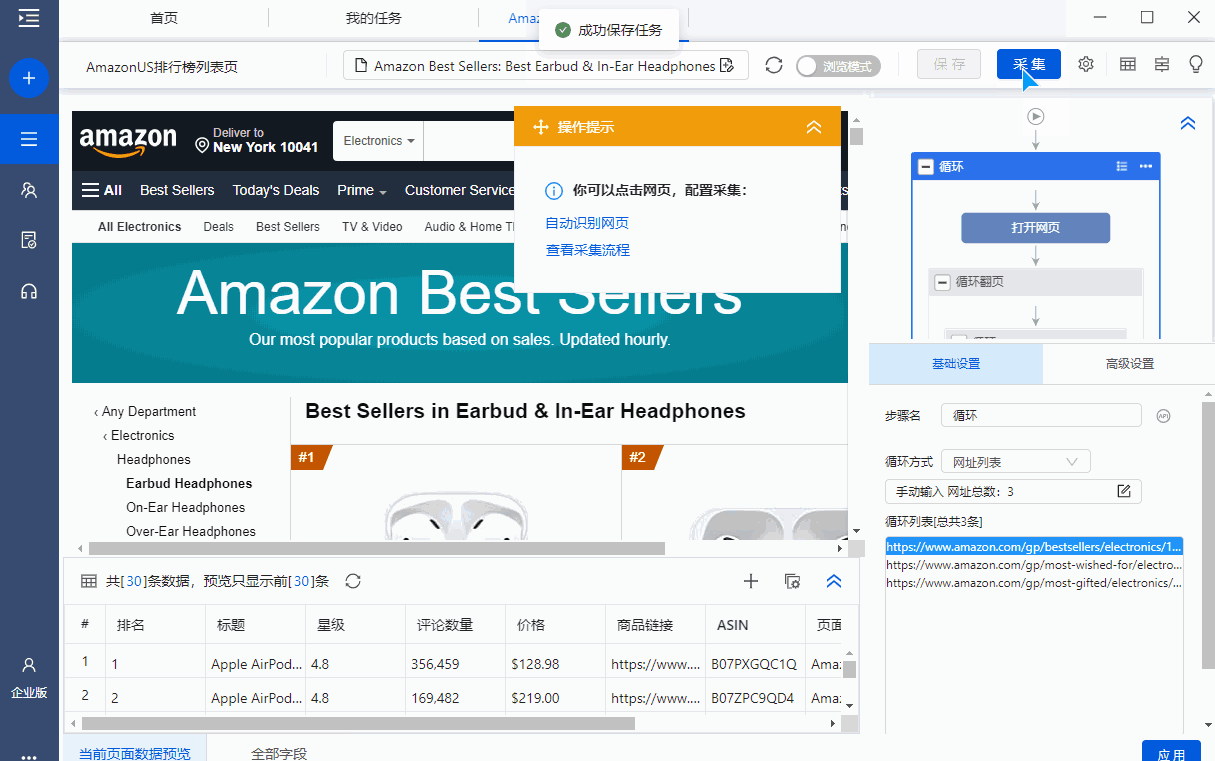 首页
我的任务
Amaz
成功保存任务
AmazonUS排行榜列表页
Amazon Best Sellers: Best Earbud & In-Ear Headphones
浏览模式
保 存
采 集
amazon
Deliver to
New York 10041
Electronics
操作提示
All
Best Sellers
Today's Deals
Prime
Customer Service
你可以点击网页，配置采集：
自动识别网页
查看采集流程
All Electronics
Deals
Best Sellers
TV & Video
Audio & Home Th
Amazon Best Sellers
Our most popular products based on sales. Updated hourly.
‹ Any Department
‹ Electronics
Headphones
Earbud Headphones
On-Ear Headphones
Over-Ear Headphones
Best Sellers in Earbud & In-Ear Headphones
#1
#2
循环
打开网页
循环翻页
基础设置
高级设置
步骤名
循环
API
循环方式
网址列表
手动输入 网址总数：3
循环列表[总共3条]
https://www.amazon.com/gp/bestsellers/electronics/1...
https://www.amazon.com/gp/most-wished-for/electro...
https://www.amazon.com/gp/most-gifted/electronics/...
共[30]条数据，预览只显示前[30]条
# 排名 标题 星级 评论数量 价格 商品链接 ASIN 页面
1 1 Apple AirPod... 4.8 356,459 $128.98 https://www.... B07PXGQC1Q Ama
2 2 Apple AirPod... 4.8 169,482 $219.00 https://www.... B07ZPC9QD4 Ama
当前页面数据预览
全部字段
企业版
应 用